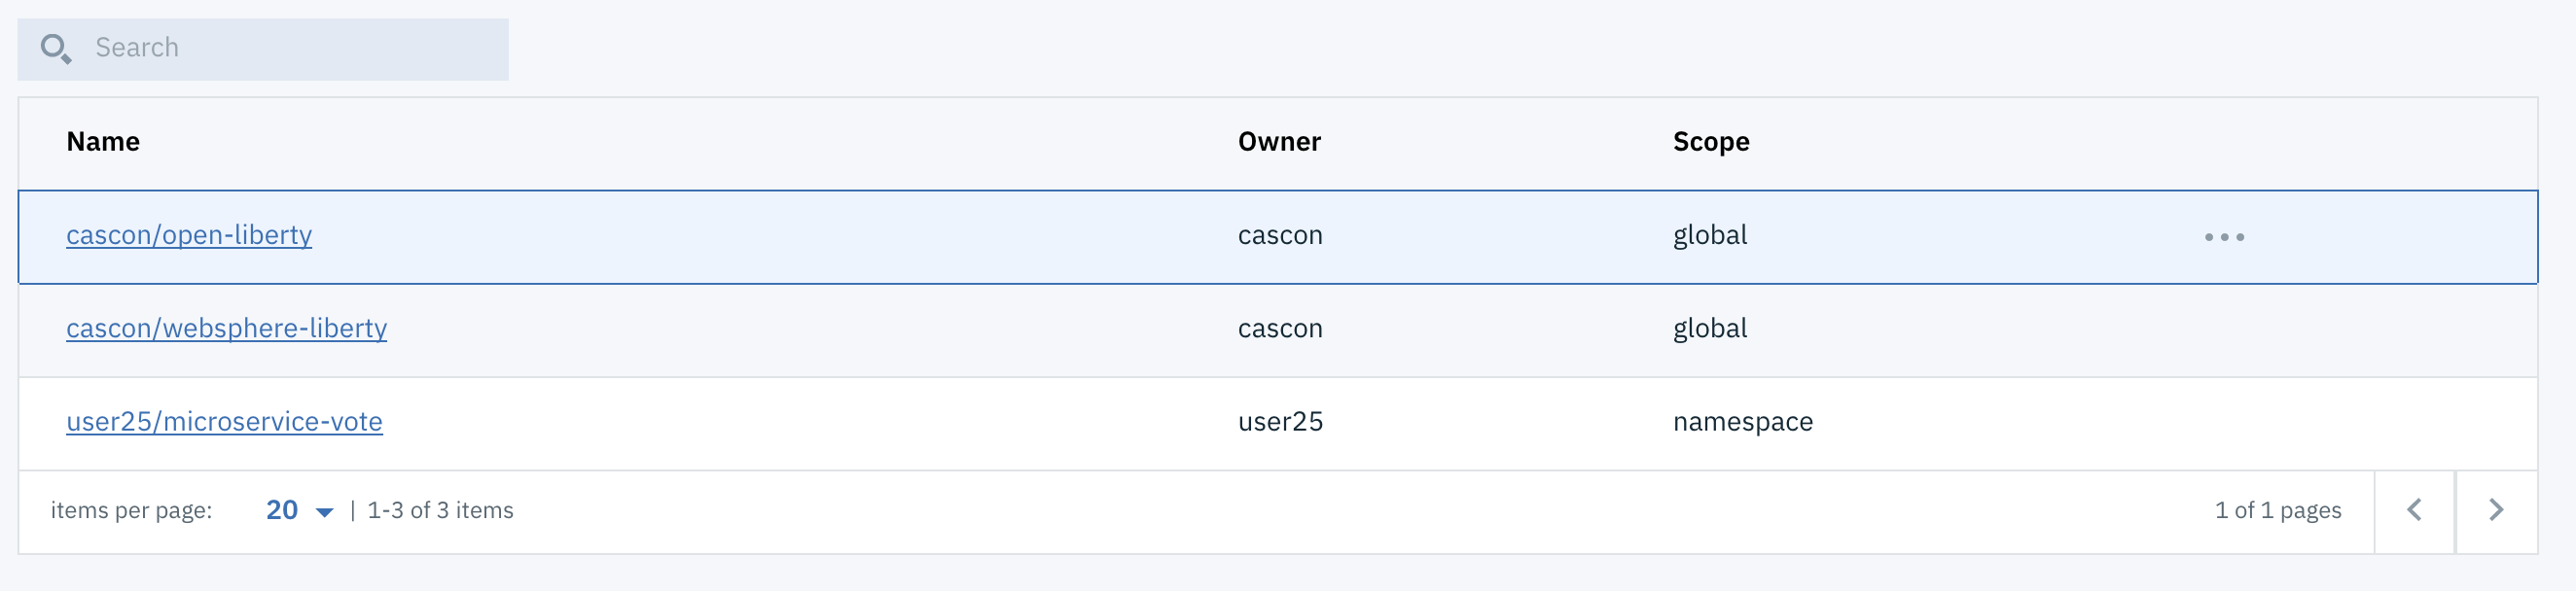 Search
Name Owner Scope
cascon/open-liberty cascon global
cascon/websphere-liberty cascon global
user25/microservice-vote user25 namespace
items per page: 20 | 1-3 of 3 items 1 of 1 pages